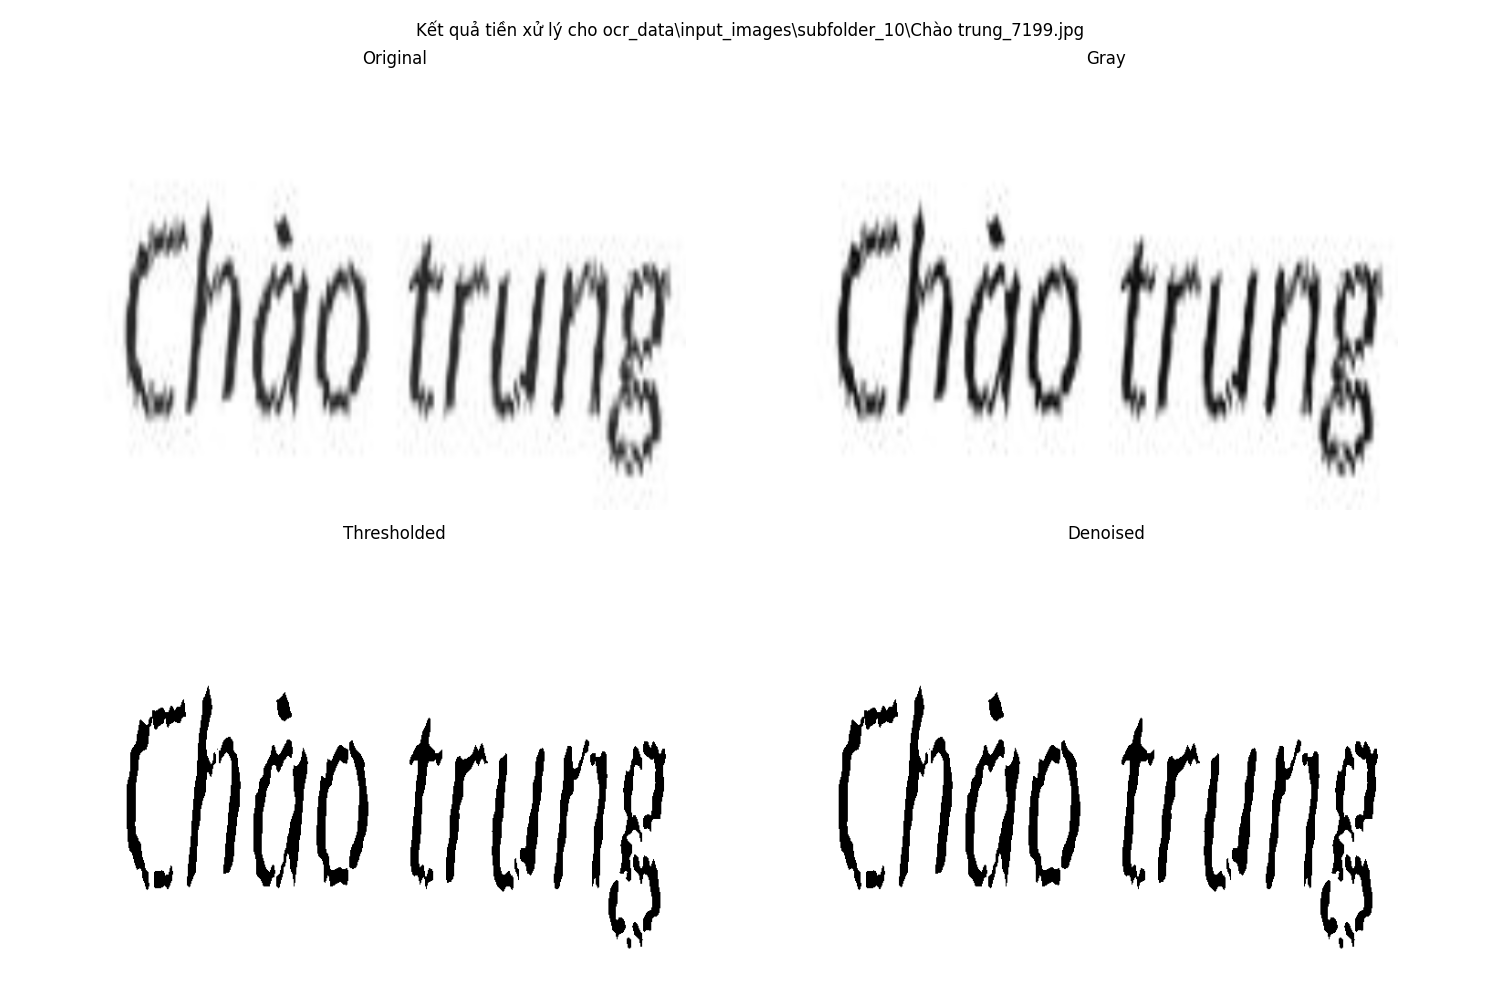 Kết quả tiền xử lý cho ocr_data\input_images\subfolder_10\Chào trung_7199.jpg
Original
Gray
Chào trung
Chào trung
Thresholded
Denoised
Chào trung
Chào trung